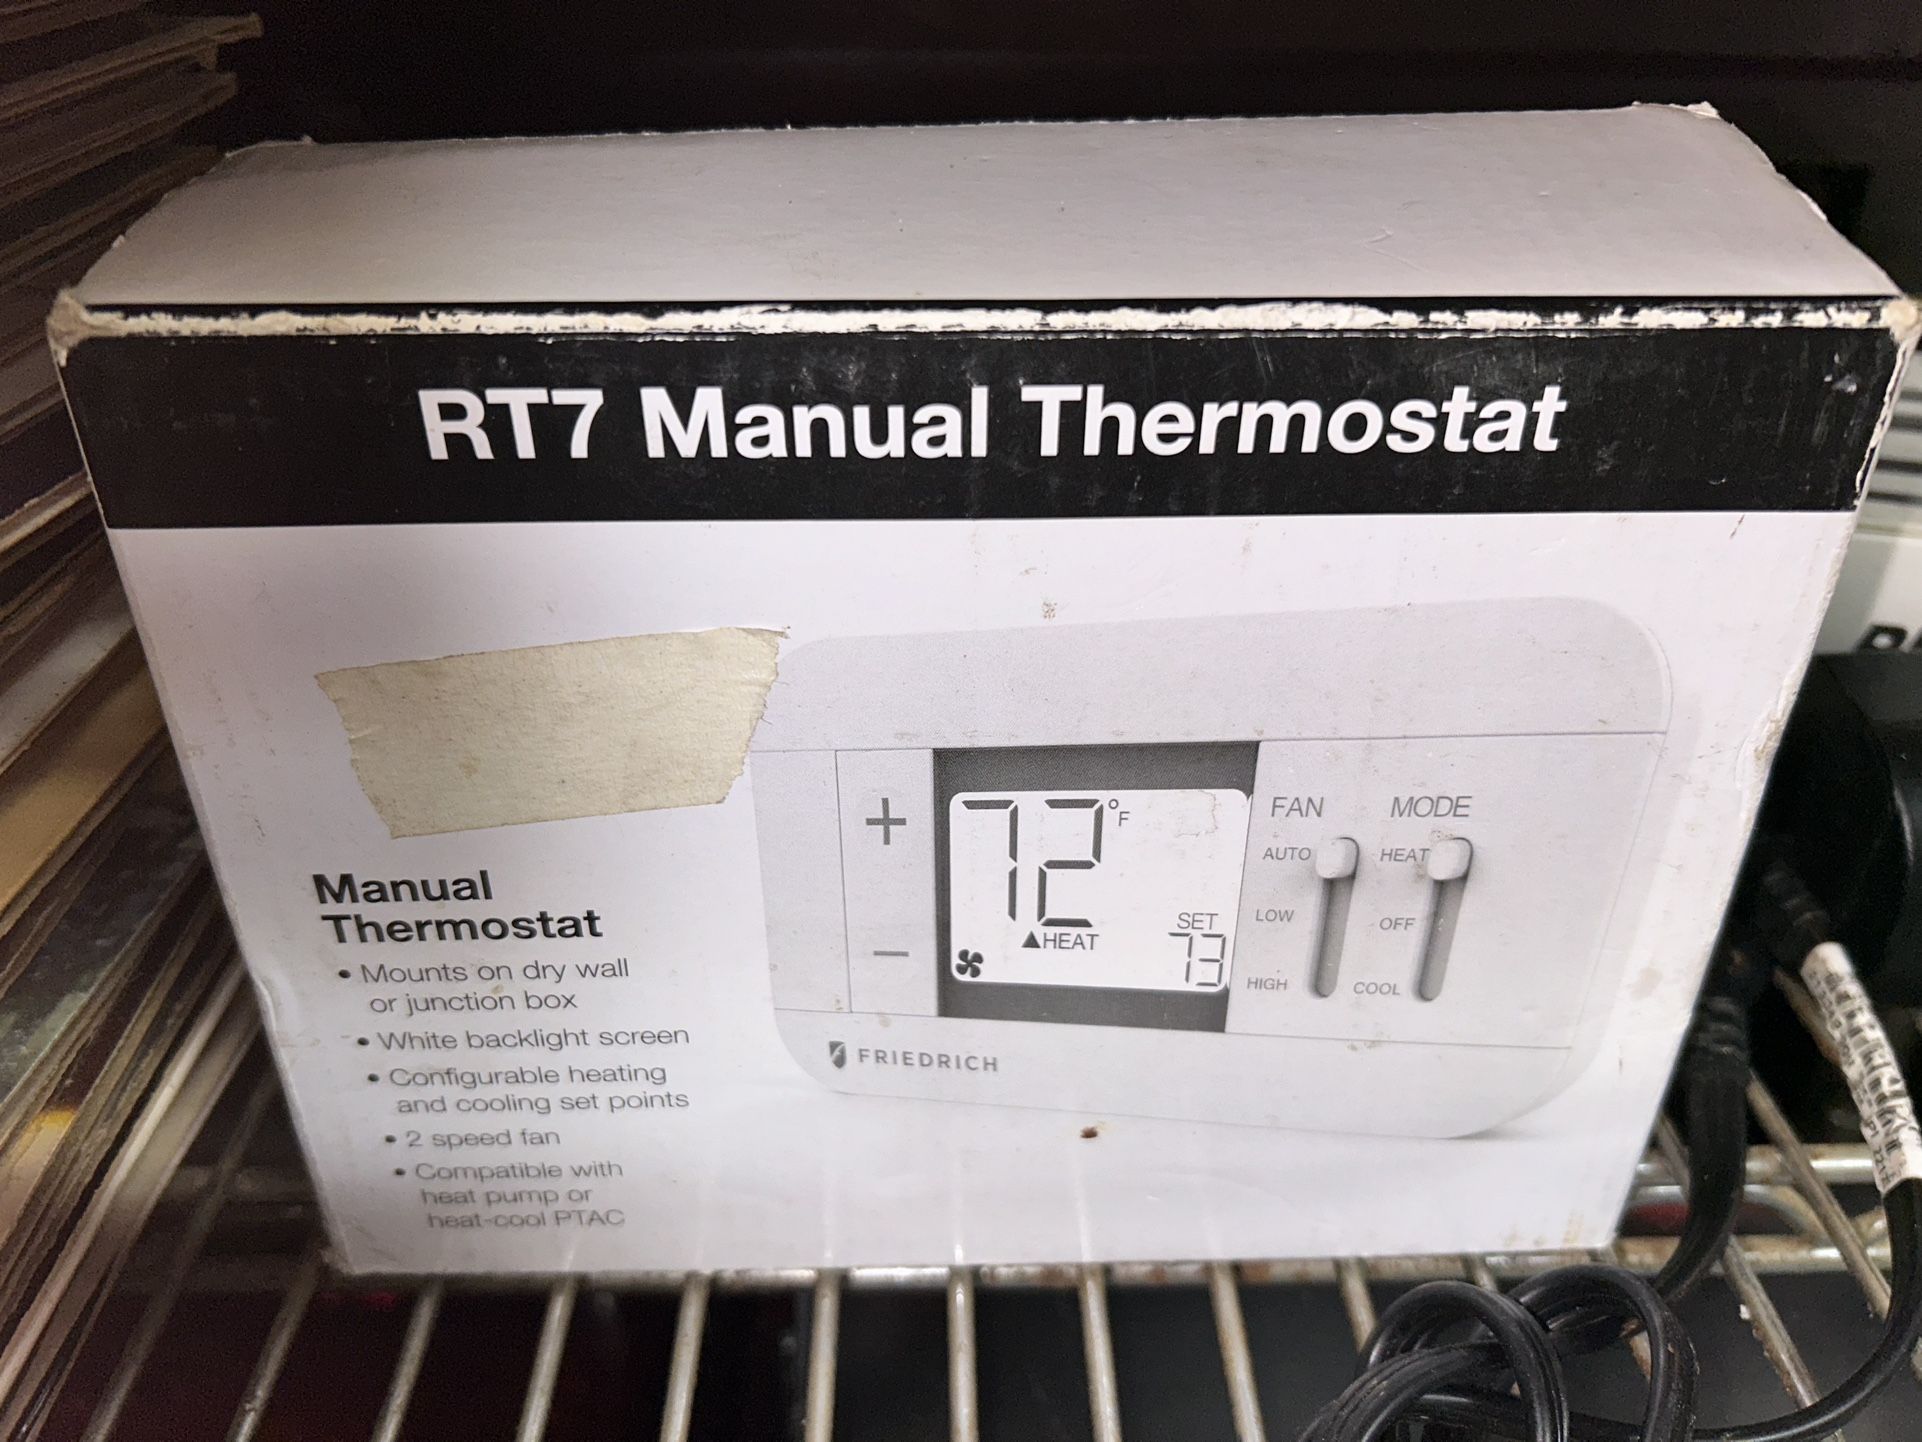 RT7 Manual Thermostat
Manual
Thermostat
• Mounts on dry wall
or junction box
• White backlight screen
• Configurable heating
and cooling set points
• 2 speed fan
• Compatible with
heat pump or
heat-cool PTAC
+
−
72°F
▲HEAT
SET
73
FAN
AUTO
LOW
HIGH
MODE
HEAT
OFF
COOL
FRIEDRICH